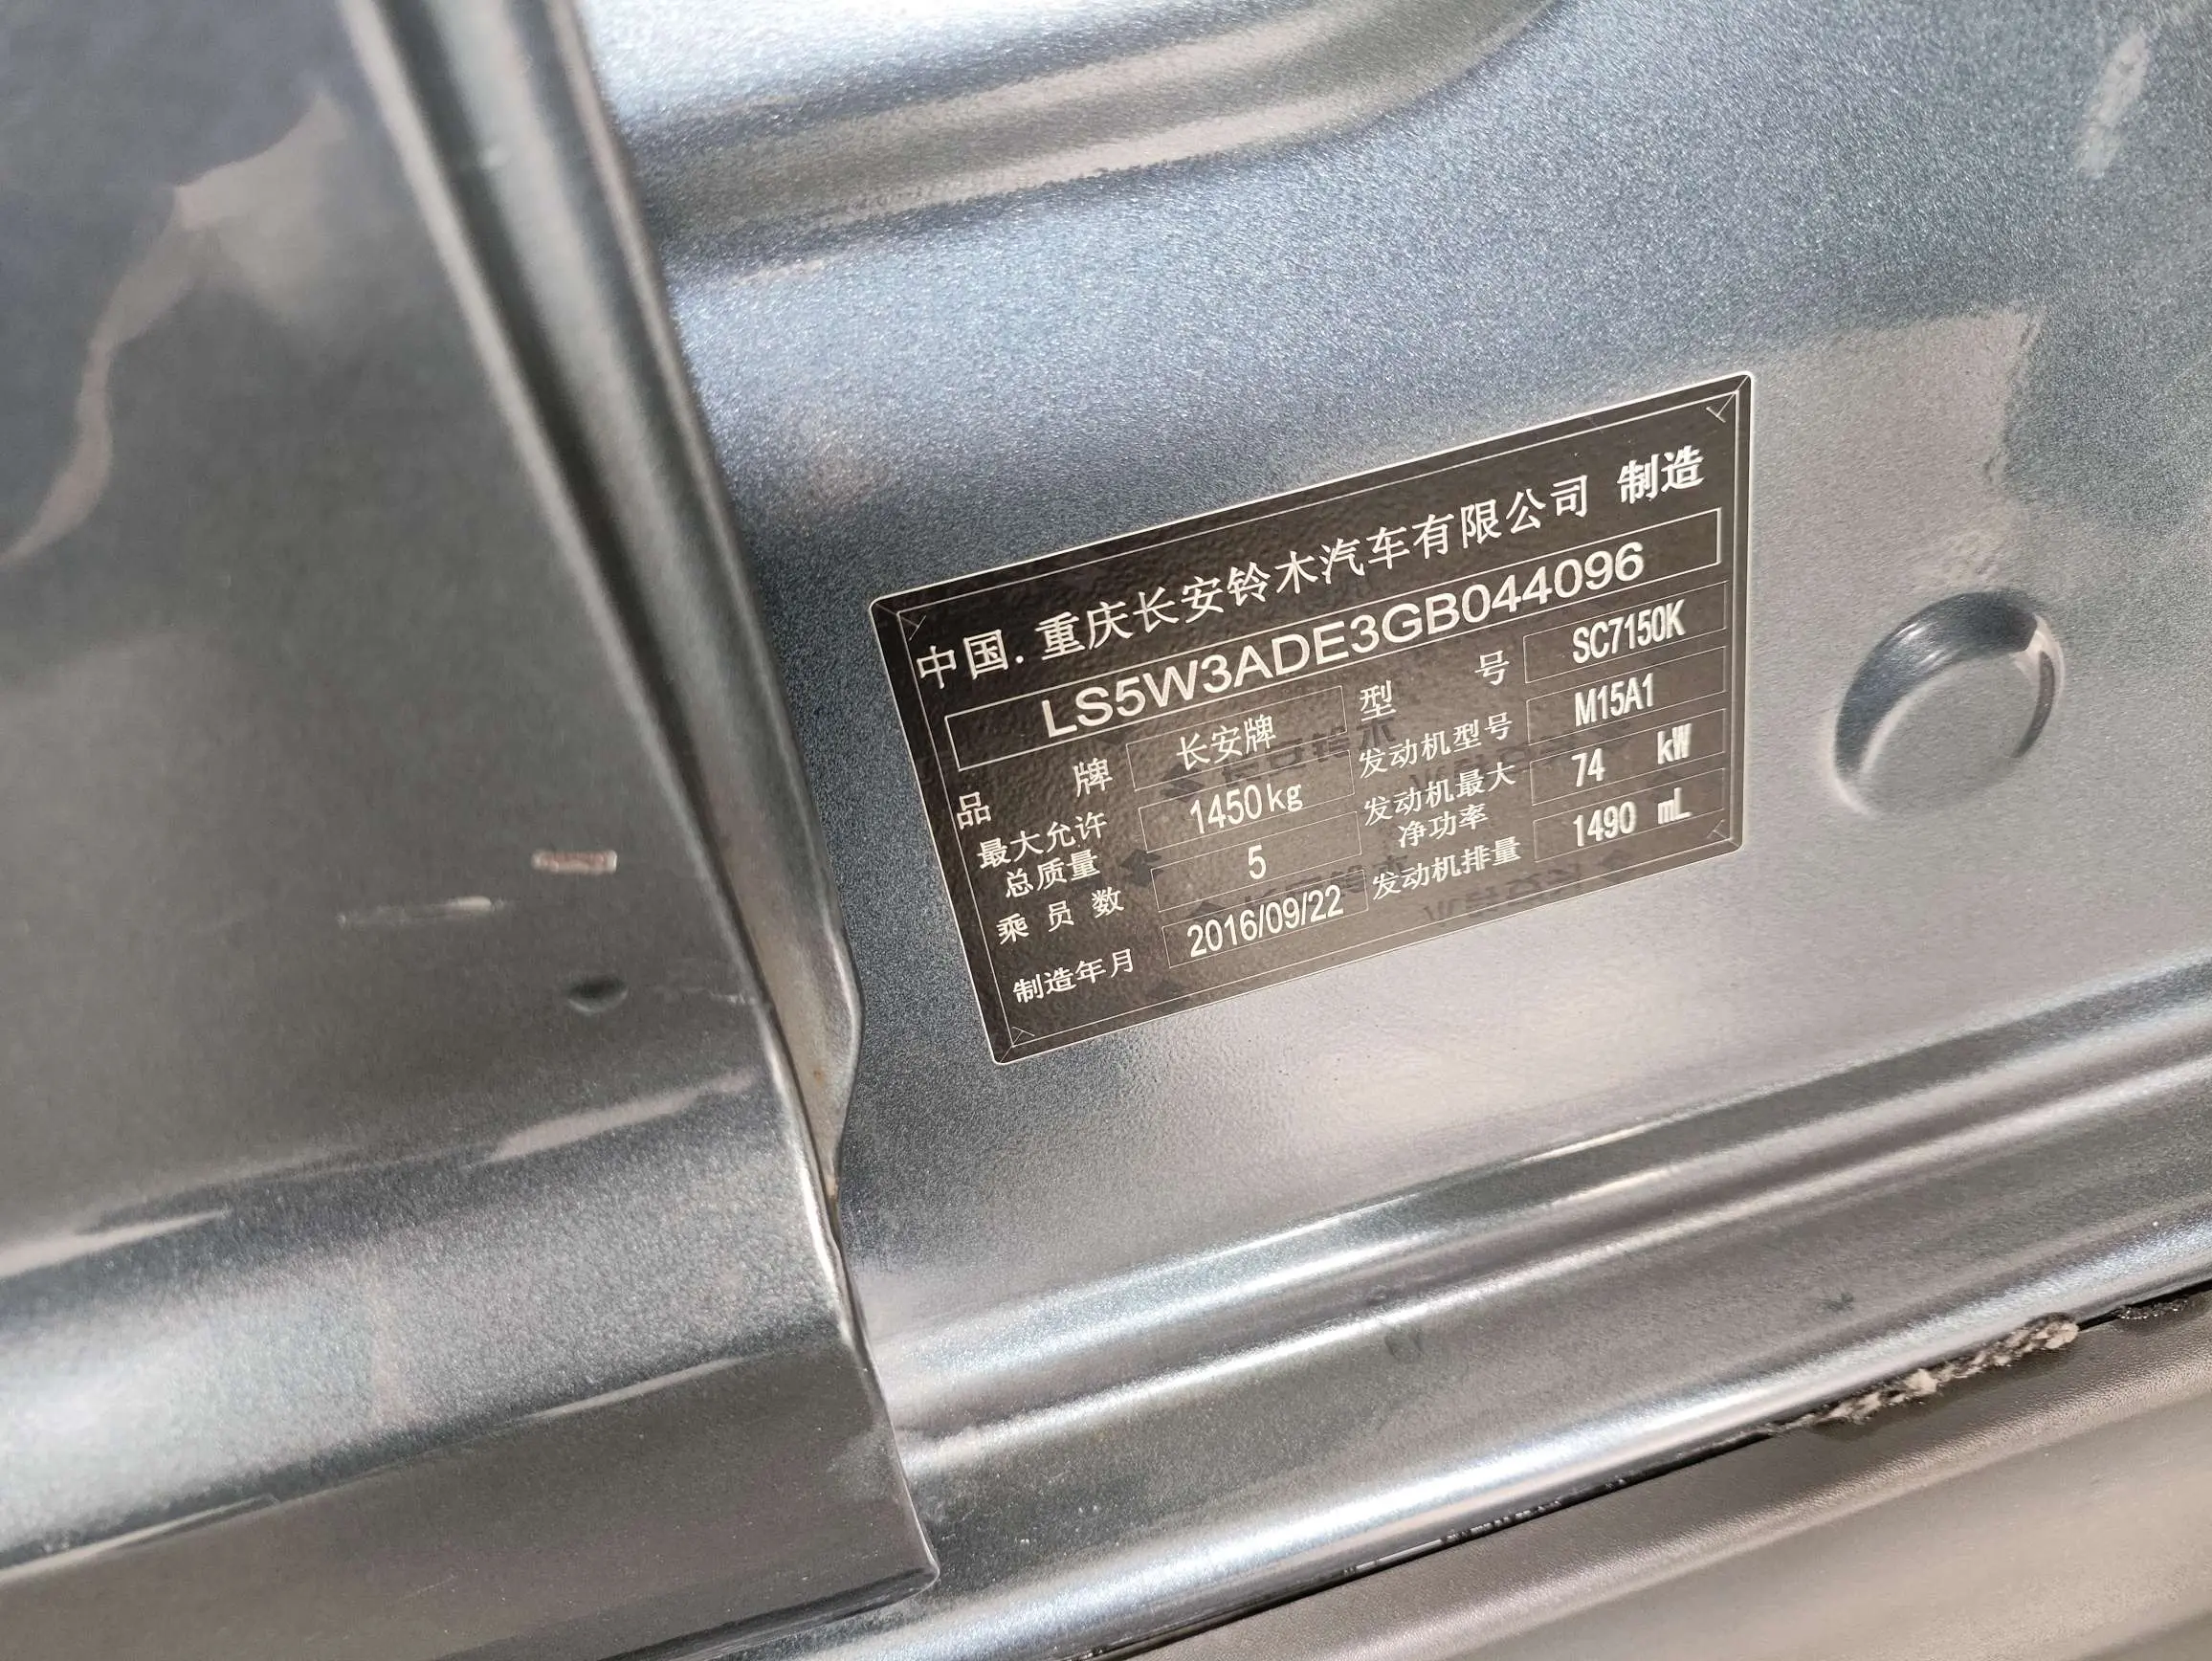 中国.重庆长安铃木汽车有限公司 制造
LS5W3ADE3GB044096
品 牌 长安牌 型 号 SC7150K
最大允许总质量 1450kg 发动机型号 M15A1
乘员数 5 发动机最大净功率 74 kW
制造年月 2016/09/22 发动机排量 1490 mL